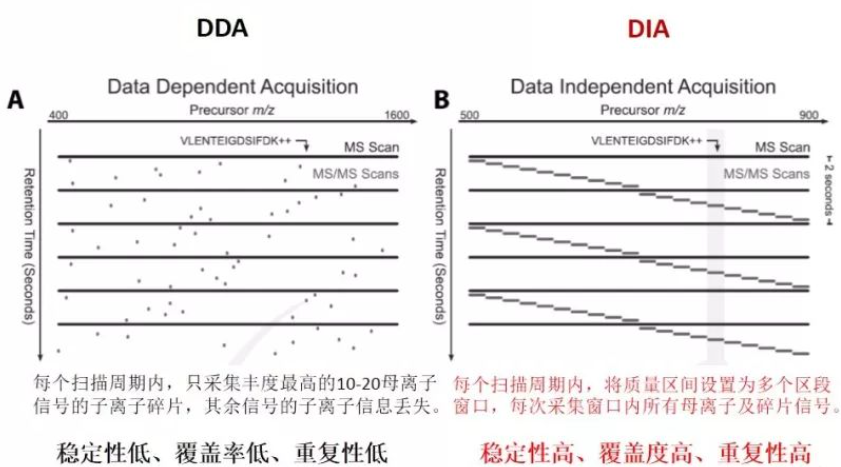 DDA
DIA
A
Data Dependent Acquisition
Precursor m/z
400
1600
VLENTEIGDSIFDK++
MS Scan
MS/MS Scans
Retention Time (Seconds)
每个扫描周期内，只采集丰度最高的10-20母离子
信号的子离子碎片，其余信号的子离子信息丢失。
稳定性低、覆盖率低、重复性低
B
Data Independent Acquisition
Precursor m/z
500
900
VLENTEIGDSIFDK++
MS Scan
MS/MS Scans
2 seconds
Retention Time (Seconds)
每个扫描周期内，将质量区间设置为多个区段
窗口，每次采集窗口内所有母离子及碎片信号。
稳定性高、覆盖度高、重复性高